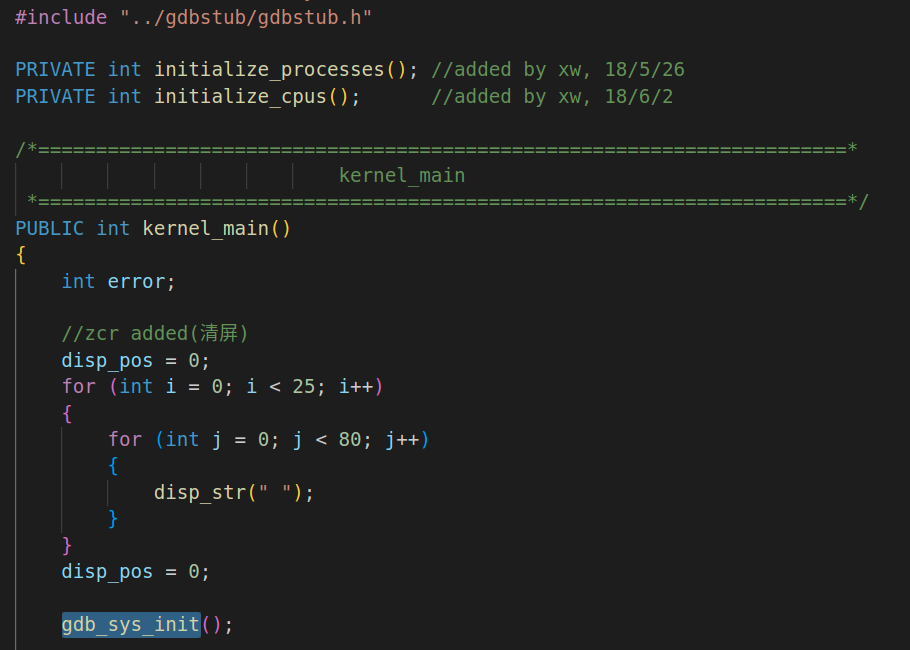 #include "../gdbstub/gdbstub.h"
PRIVATE int initialize_processes(); //added by xw, 18/5/26
PRIVATE int initialize_cpus();      //added by xw, 18/6/2
/*======================================================================*
                            kernel_main
 *======================================================================*/
PUBLIC int kernel_main()
{
    int error;
    //zcr added(清屏)
    disp_pos = 0;
    for (int i = 0; i < 25; i++)
    {
        for (int j = 0; j < 80; j++)
        {
            disp_str(" ");
        }
    }
    disp_pos = 0;
    gdb_sys_init();